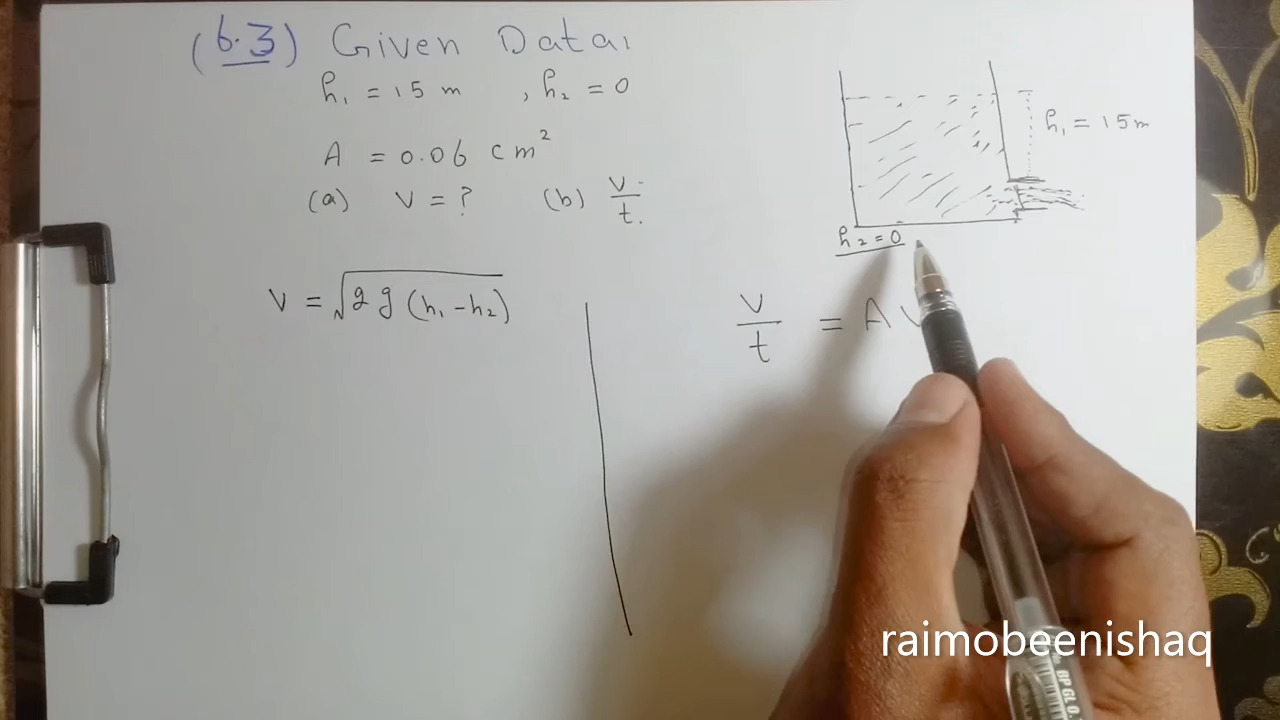 (6.3) Given Data:
h₁ = 15 m , h₂ = 0
A = 0.06 cm²
(a) v = ? (b) V/t.
h₁ = 15m
h₂ = 0
v = √2g(h₁ - h₂)
V/t = A v
raimobeenishaq